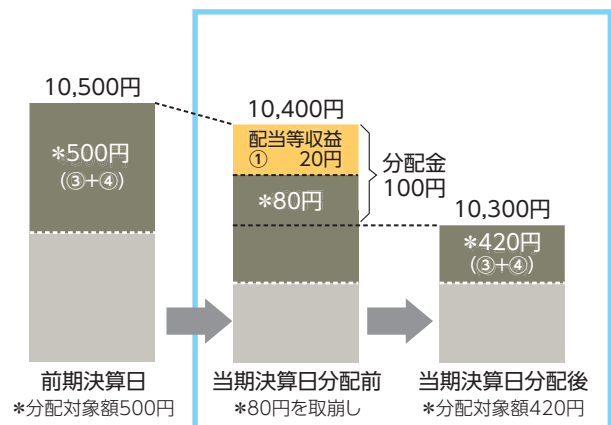 10,500円
＊500円
（③＋④）
前期決算日
＊分配対象額500円
10,400円
配当等収益
① 20円
＊80円
分配金
100円
当期決算日分配前
＊80円を取崩し
10,300円
＊420円
（③＋④）
当期決算日分配後
＊分配対象額420円